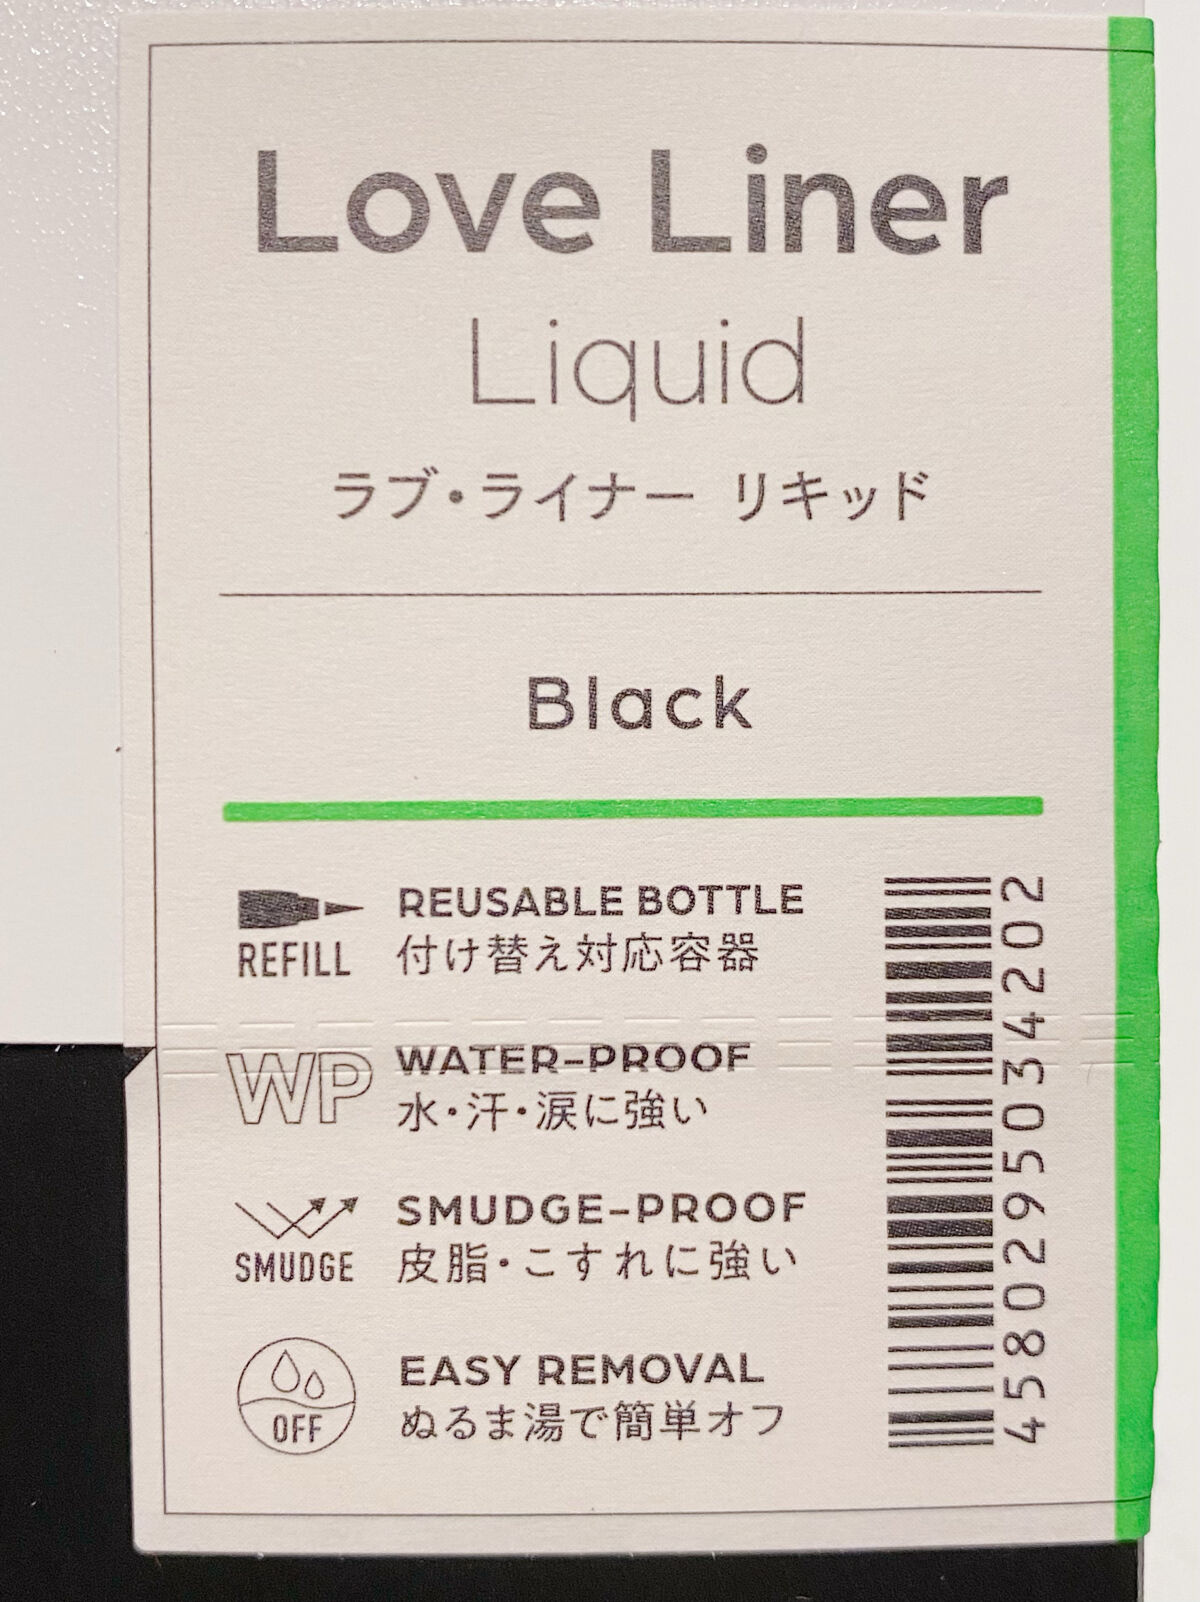 Love Liner
Liquid
ラブ・ライナー リキッド
Black
REFILL
REUSABLE BOTTLE
付け替え対応容器
WP
WATER-PROOF
水・汗・涙に強い
SMUDGE
SMUDGE-PROOF
皮脂・こすれに強い
OFF
EASY REMOVAL
ぬるま湯で簡単オフ
4580295034202